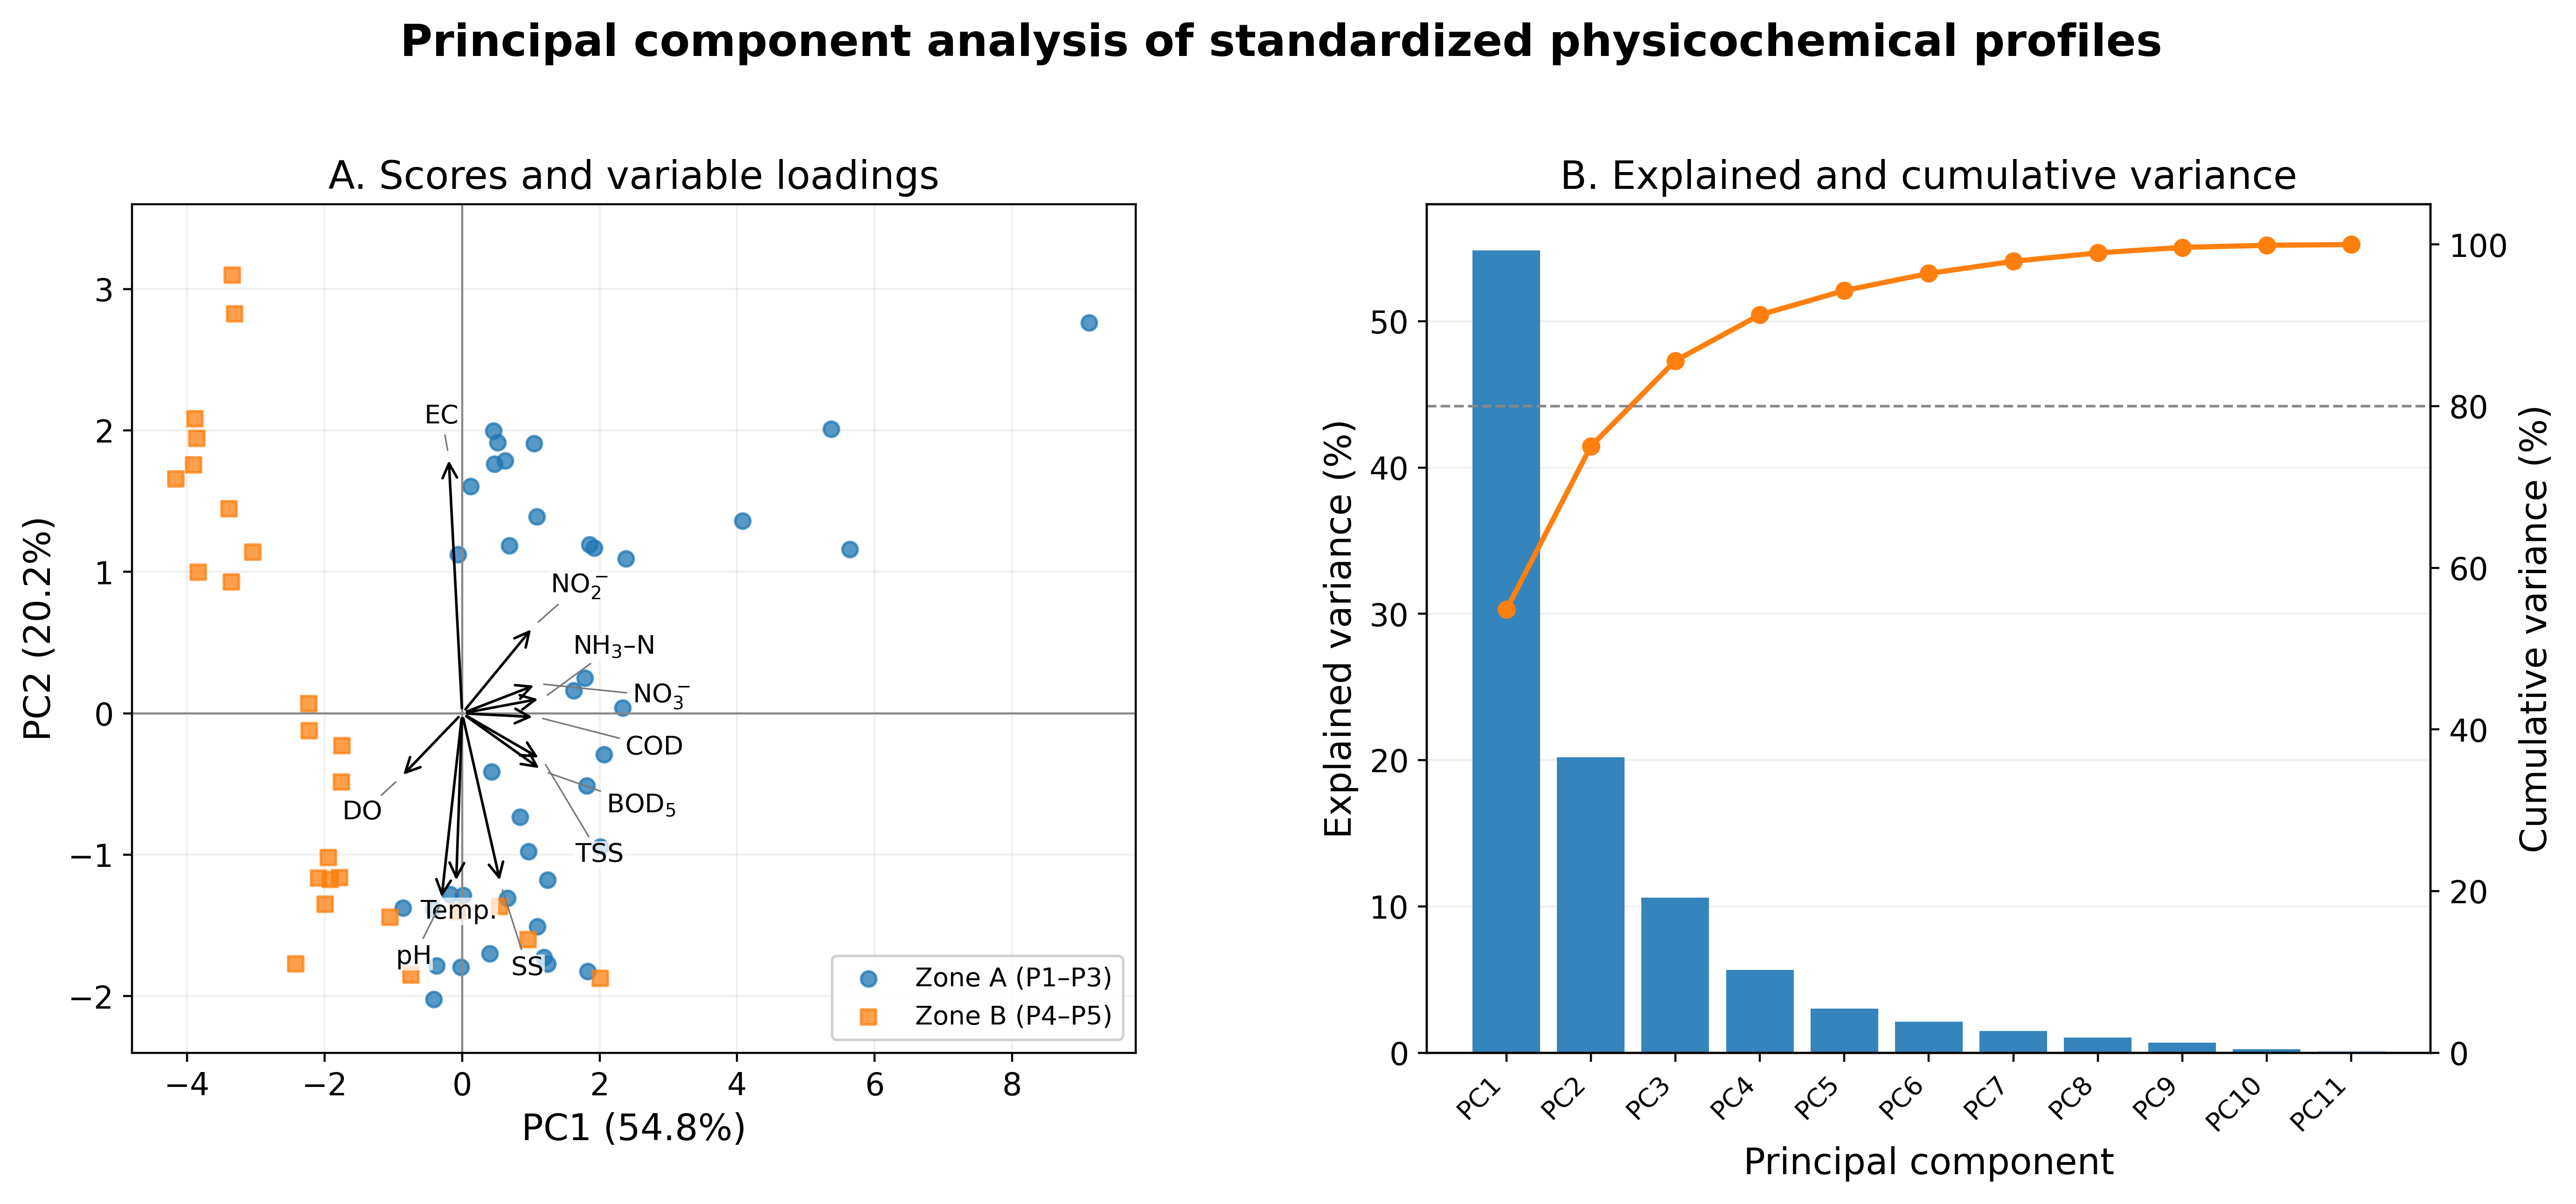 Principal component analysis of standardized physicochemical profiles
A. Scores and variable loadings
PC2 (20.2%)
3
2
1
0
−1
−2
EC
NO₂⁻
NH₃–N
NO₃⁻
COD
DO
BOD₅
TSS
Temp.
pH
SS
Zone A (P1–P3)
Zone B (P4–P5)
−4
−2
0
2
4
6
8
PC1 (54.8%)
B. Explained and cumulative variance
Explained variance (%)
50
40
30
20
10
0
100
80
60
40
20
0
Cumulative variance (%)
PC1
PC2
PC3
PC4
PC5
PC6
PC7
PC8
PC9
PC10
PC11
Principal component